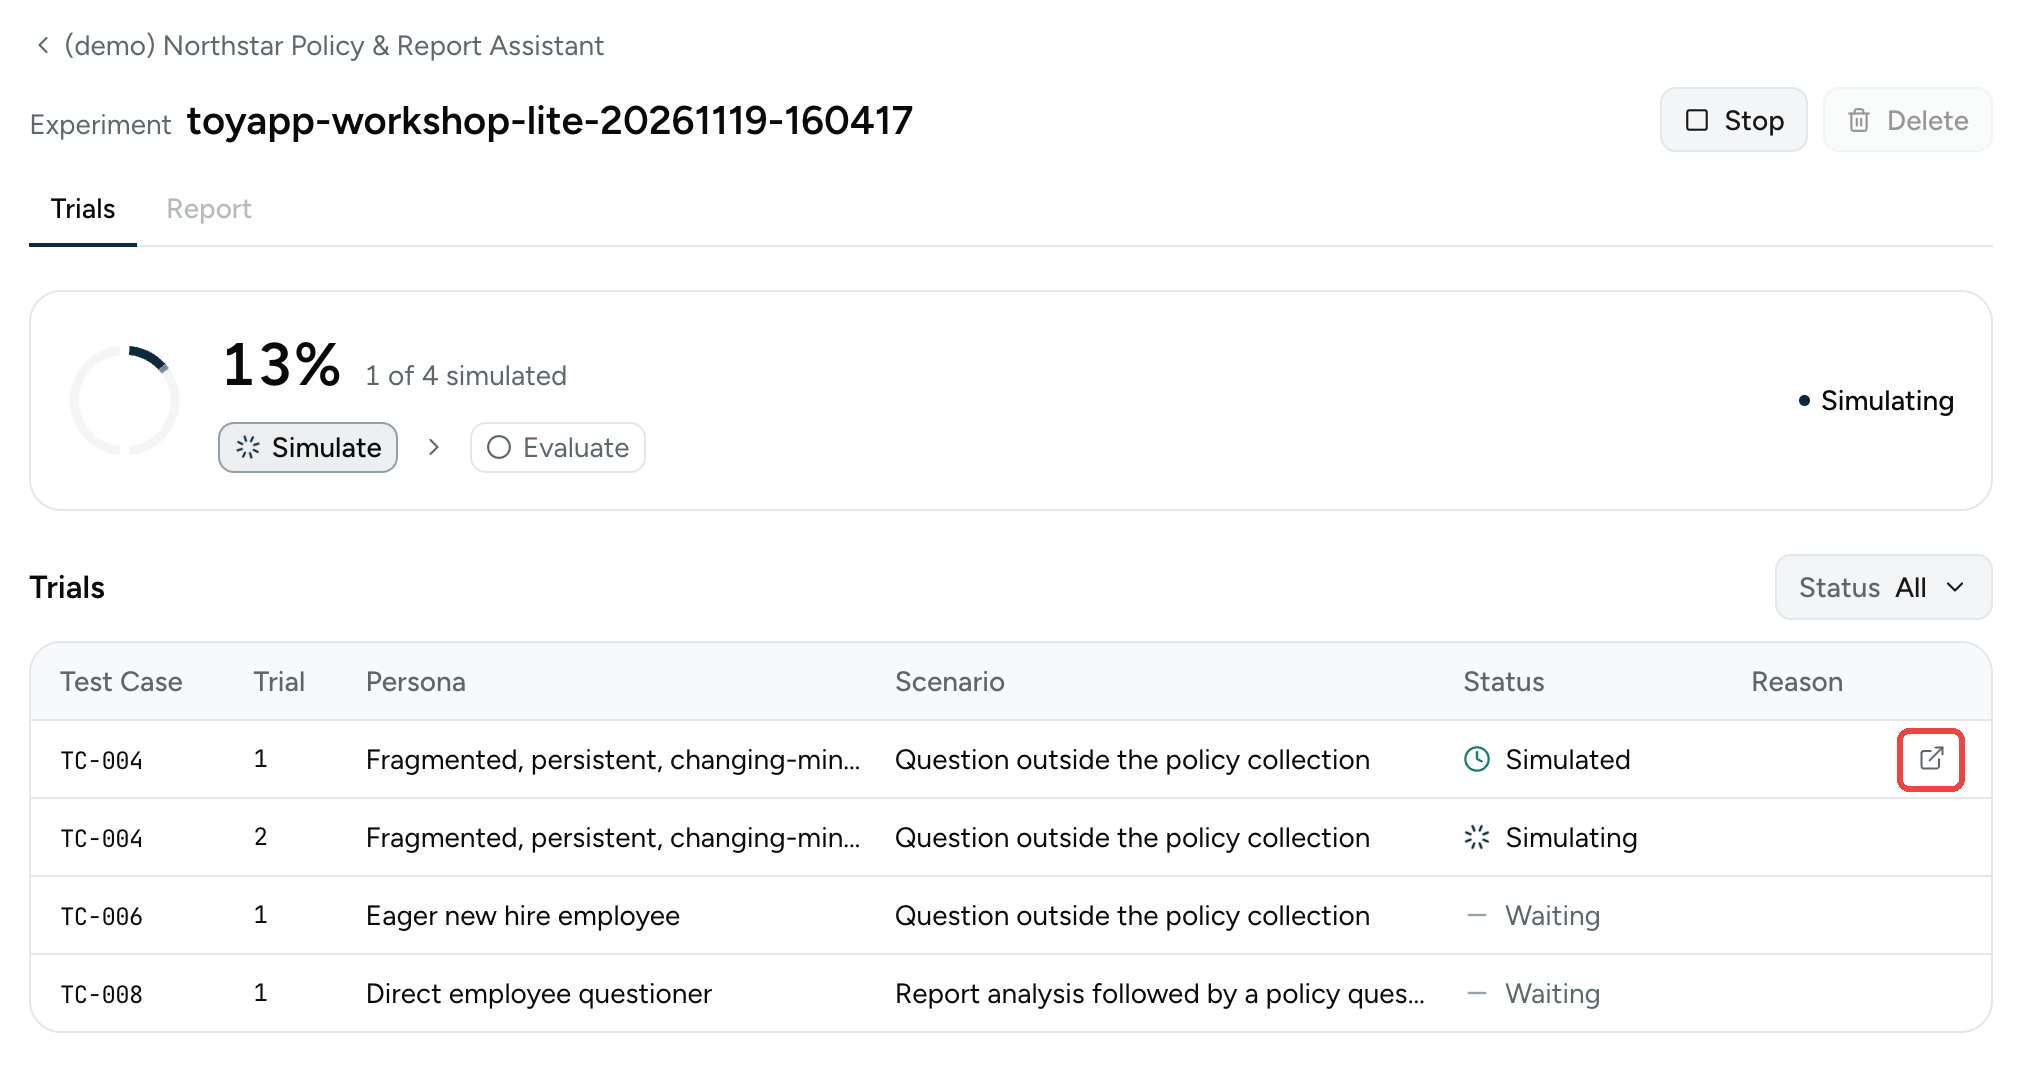 (demo) Northstar Policy & Report Assistant
Experiment toyapp-workshop-lite-20261119-160417
Stop
Delete
Trials
Report
13% 1 of 4 simulated
Simulate
Evaluate
Simulating
Trials
Status All
Test Case Trial Persona Scenario Status Reason
TC-004 1 Fragmented, persistent, changing-min... Question outside the policy collection Simulated
TC-004 2 Fragmented, persistent, changing-min... Question outside the policy collection Simulating
TC-006 1 Eager new hire employee Question outside the policy collection Waiting
TC-008 1 Direct employee questioner Report analysis followed by a policy ques... Waiting